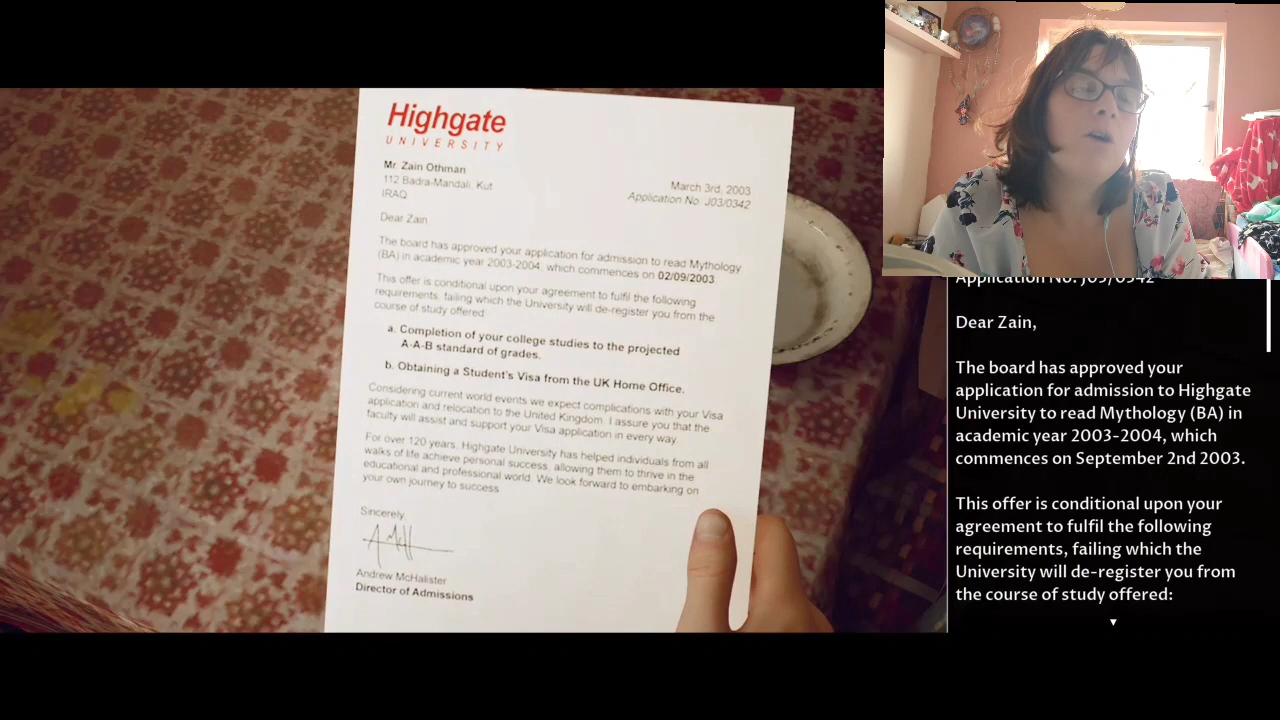 Highgate
UNIVERSITY
Mr. Zain Othman
112 Badra-Mandali, Kut
IRAQ
March 3rd, 2003
Application No. J03/0342
Dear Zain
The board has approved your application for admission to read Mythology
(BA) in academic year 2003-2004, which commences on 02/09/2003
This offer is conditional upon your agreement to fulfil the following
requirements, failing which the University will de-register you from the
course of study offered:
a. Completion of your college studies to the projected
A-A-B standard of grades.
b. Obtaining a Student's Visa from the UK Home Office.
Considering current world events we expect complications with your Visa
application and relocation to the United Kingdom. I assure you that the
faculty will assist and support your Visa application in every way.
For over 120 years, Highgate University has helped individuals from all
walks of life achieve personal success, allowing them to thrive in the
educational and professional world. We look forward to embarking on
your own journey to success
Sincerely,
Andrew McHalister
Director of Admissions
Application No. J03/0342
Dear Zain,
The board has approved your
application for admission to Highgate
University to read Mythology (BA) in
academic year 2003-2004, which
commences on September 2nd 2003.
This offer is conditional upon your
agreement to fulfil the following
requirements, failing which the
University will de-register you from
the course of study offered: